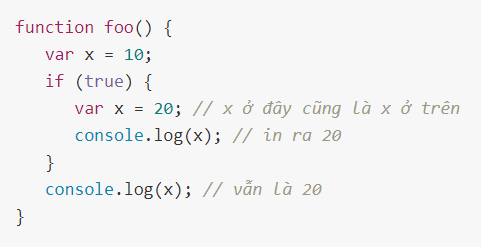 function foo() {
var x = 10;
if (true) {
var x = 20; // x ở đây cũng là x ở trên
console.log(x); // in ra 20
}
console.log(x); // vẫn là 20
}